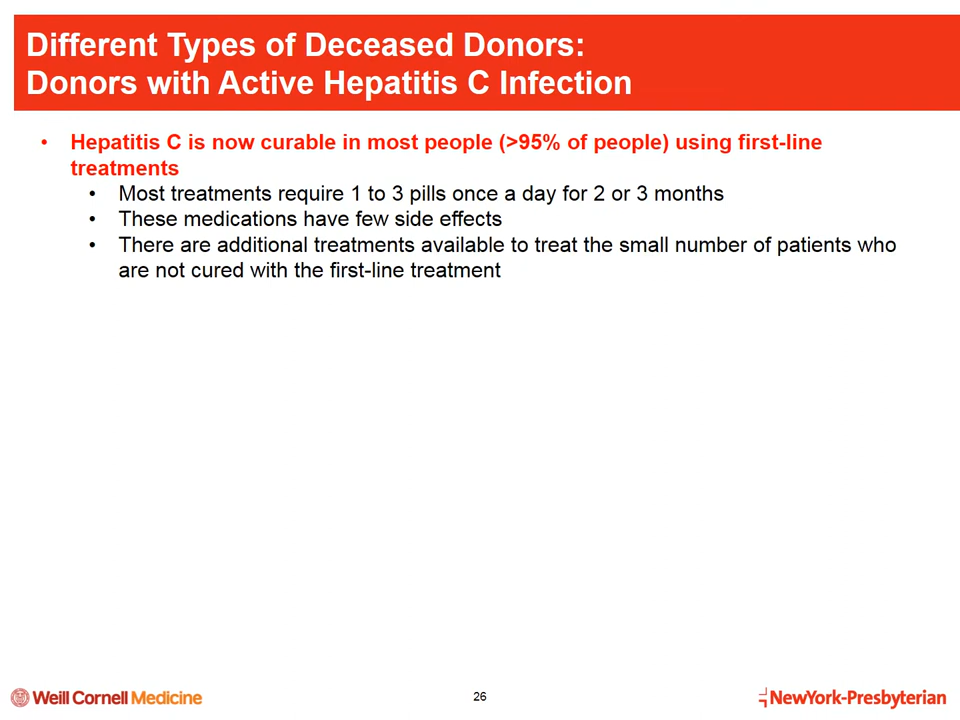 Different Types of Deceased Donors:
Donors with Active Hepatitis C Infection
• Hepatitis C is now curable in most people (>95% of people) using first-line
treatments
• Most treatments require 1 to 3 pills once a day for 2 or 3 months
• These medications have few side effects
• There are additional treatments available to treat the small number of patients who
are not cured with the first-line treatment
Weill Cornell Medicine
26
NewYork-Presbyterian